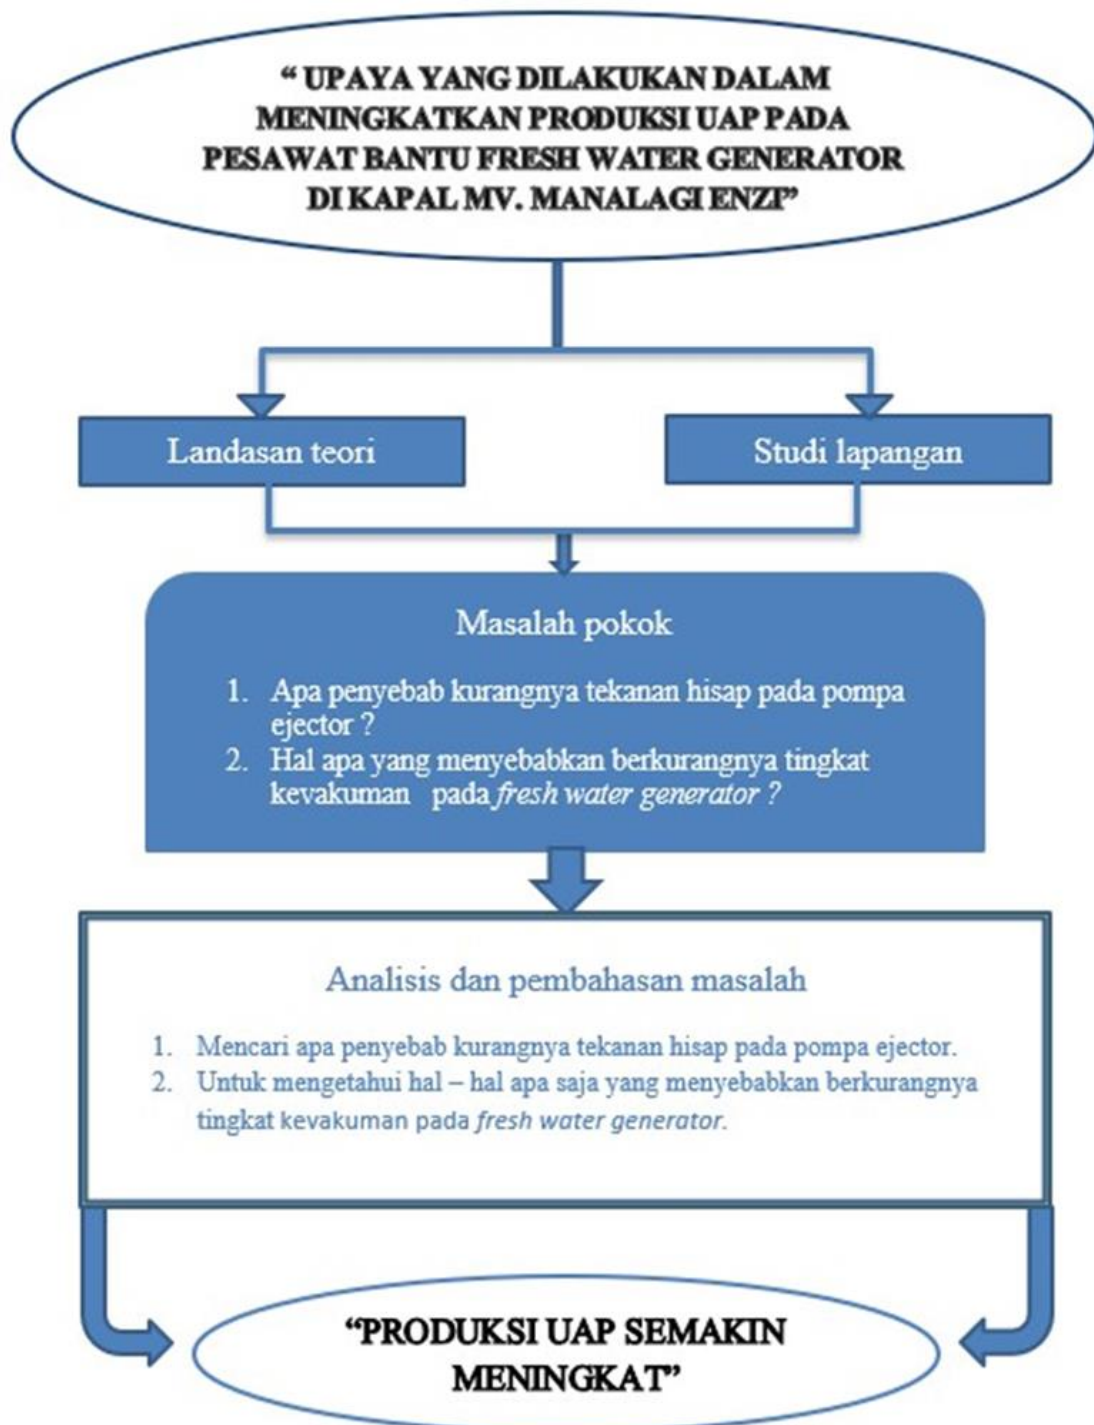 “ UPAYA YANG DILAKUKAN DALAM
MENINGKATKAN PRODUKSI UAP PADA
PESAWAT BANTU FRESH WATER GENERATOR
DI KAPAL MV. MANALAGI ENZI”
Landasan teori
Studi lapangan
Masalah pokok
1. Apa penyebab kurangnya tekanan hisap pada pompa
ejector ?
2. Hal apa yang menyebabkan berkurangnya tingkat
kevakuman pada fresh water generator ?
Analisis dan pembahasan masalah
1. Mencari apa penyebab kurangnya tekanan hisap pada pompa ejector.
2. Untuk mengetahui hal – hal apa saja yang menyebabkan berkurangnya
tingkat kevakuman pada fresh water generator.
“PRODUKSI UAP SEMAKIN
MENINGKAT”